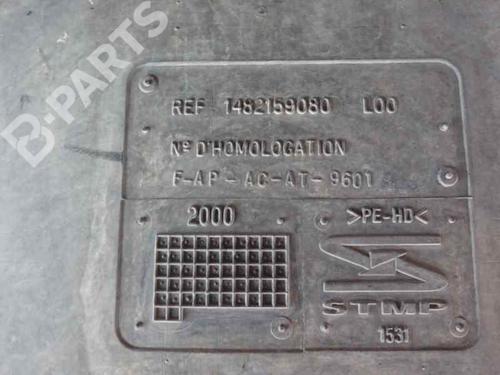 B-PARTS
REF 1482159080 L00
Nº D'HOMOLOGATION
F-AP-AC-AT-9601
2000
>PE-HD<
STMP
1531